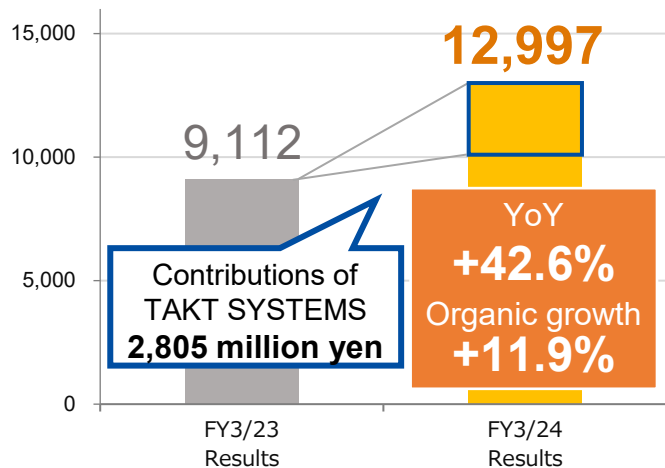 15,000
12,997
9,112
10,000
YoY
+42.6%
Organic growth
+11.9%
Contributions of
TAKT SYSTEMS
2,805 million yen
5,000
0
FY3/23
Results
FY3/24
Results